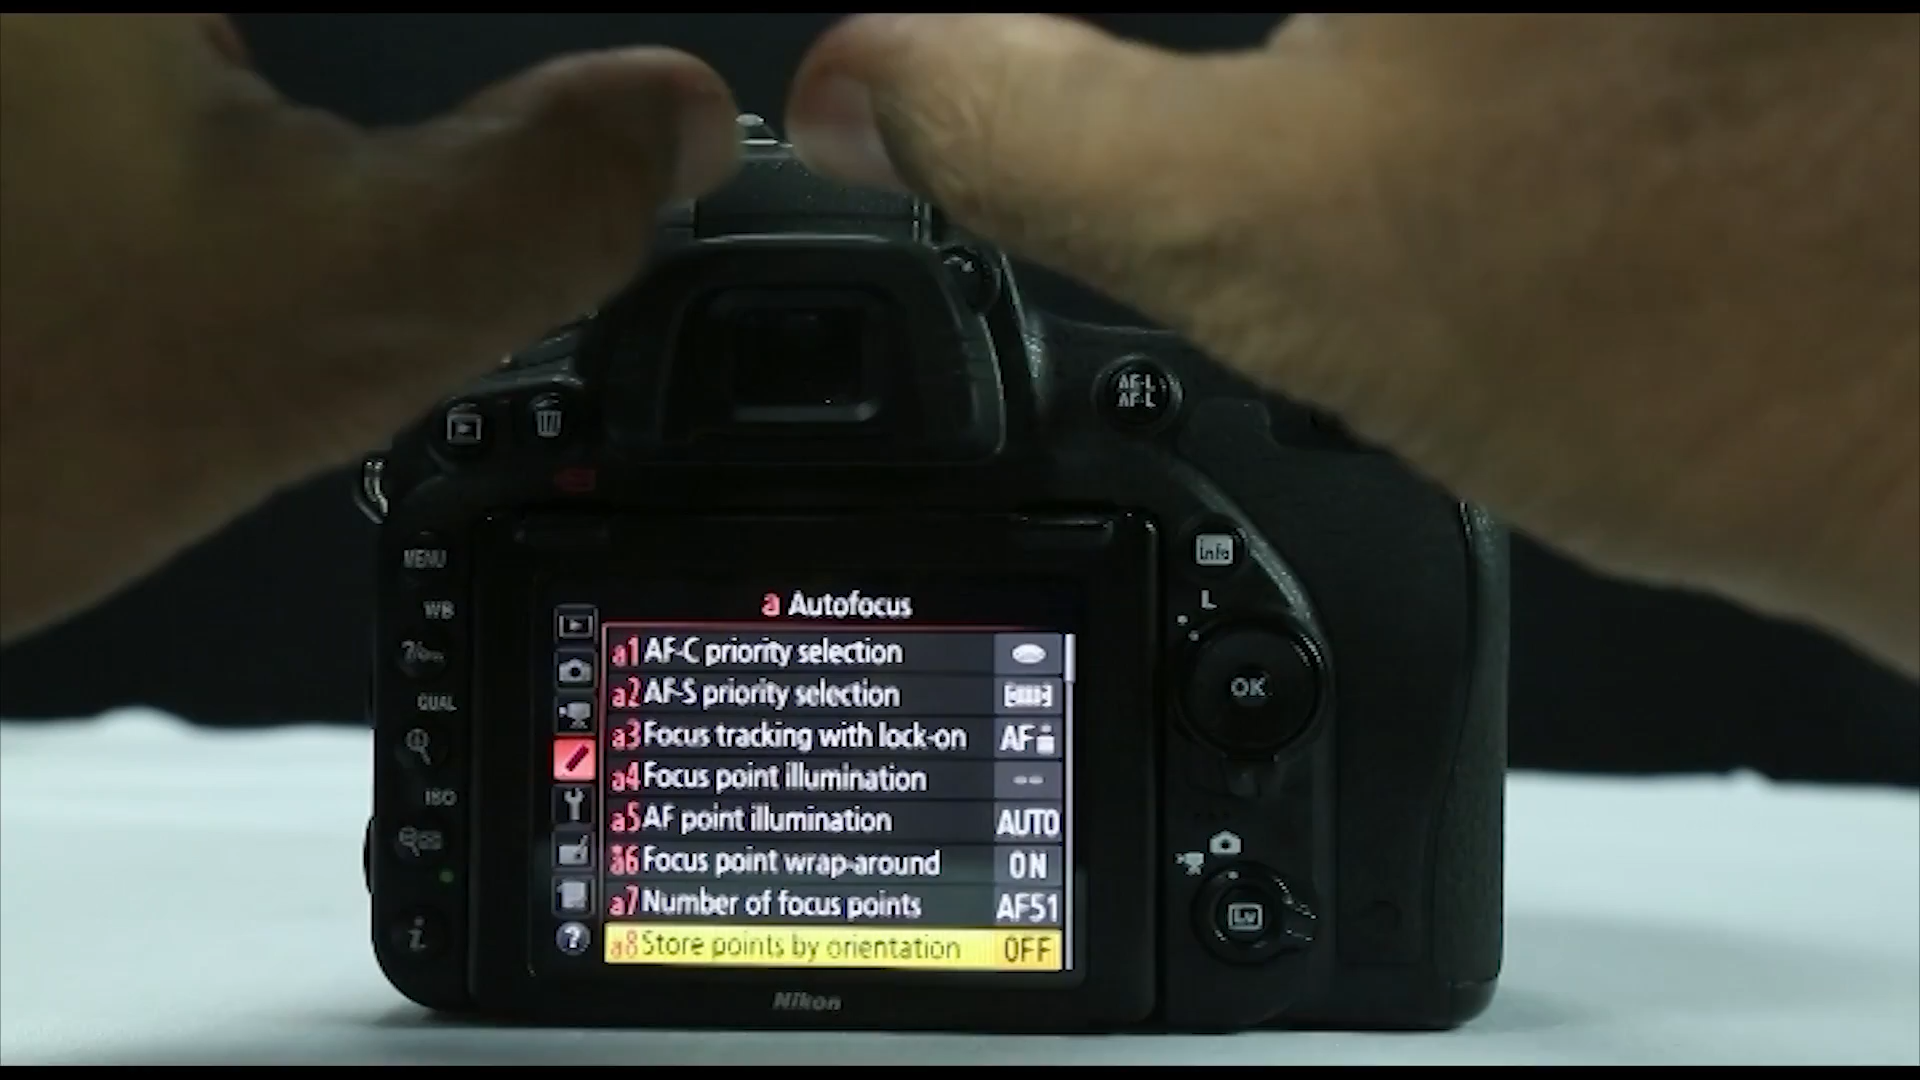 AF-L
AF-L
MENU
info
WB
L
a Autofocus
a1 AF-C priority selection
a2 AF-S priority selection
OK
QUAL
a3 Focus tracking with lock-on AF
a4 Focus point illumination --
ISO
a5 AF point illumination AUTO
a6 Focus point wrap-around ON
a7 Number of focus points AF51
Lv
i
?
a8 Store points by orientation OFF
Nikon